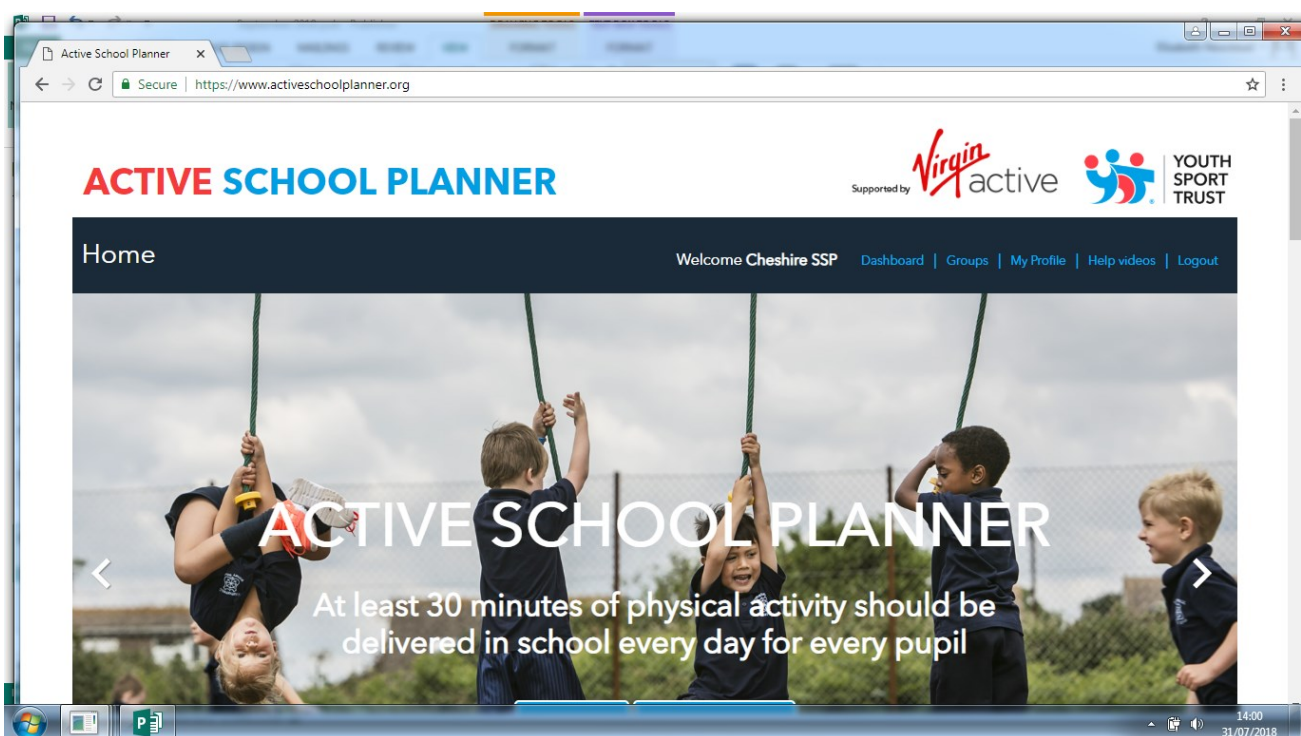 Active School Planner
Secure | https://www.activeschoolplanner.org
ACTIVE SCHOOL PLANNER
Supported by Virgin active
YOUTH SPORT TRUST
Home
Welcome Cheshire SSP Dashboard | Groups | My Profile | Help videos | Logout
ACTIVE SCHOOL PLANNER
At least 30 minutes of physical activity should be
delivered in school every day for every pupil
14:00
31/07/2018